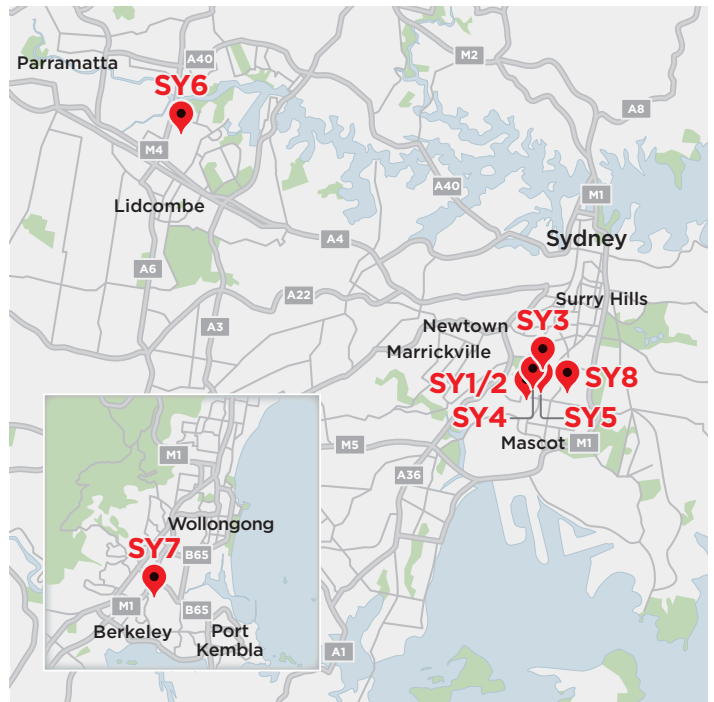 M2
A40
Parramatta
SY6
A8
M4
A40
M1
Lidcombe
A4
Sydney
A6
A22
Surry Hills
A3
Newtown
SY3
Marrickville
SY1/2
SY8
SY4
SY5
Mascot
M1
M5
A36
M1
Wollongong
SY7
B65
M1
B65
Berkeley
Port
Kembla
A1